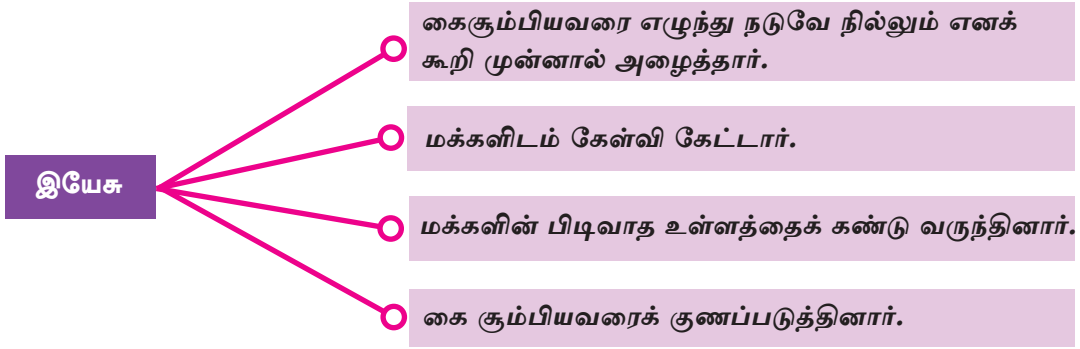 கைசூம்பியவரை எழுந்து நடுவே நில்லும் எனக்
கூறி முன்னால் அழைத்தார்.
மக்களிடம் கேள்வி கேட்டார்.
இயேசு
மக்களின் பிடிவாத உள்ளத்தைக் கண்டு வருந்தினார்.
கை சூம்பியவரைக் குணப்படுத்தினார்.